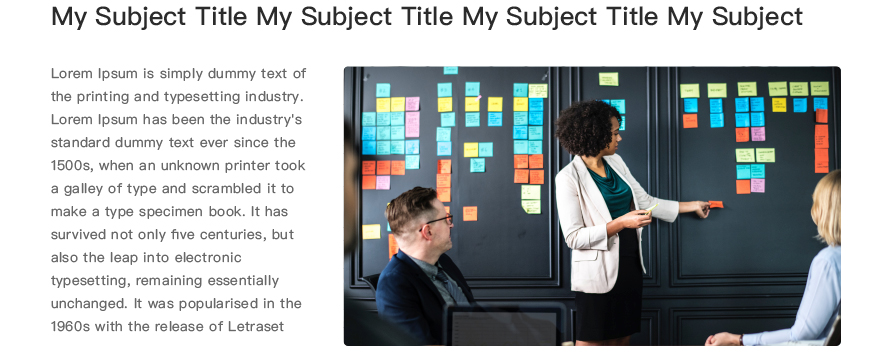 My Subject Title My Subject Title My Subject Title My Subject
Lorem Ipsum is simply dummy text of
the printing and typesetting industry.
Lorem Ipsum has been the industry's
standard dummy text ever since the
1500s, when an unknown printer took
a galley of type and scrambled it to
make a type specimen book. It has
survived not only five centuries, but
also the leap into electronic
typesetting, remaining essentially
unchanged. It was popularised in the
1960s with the release of Letraset